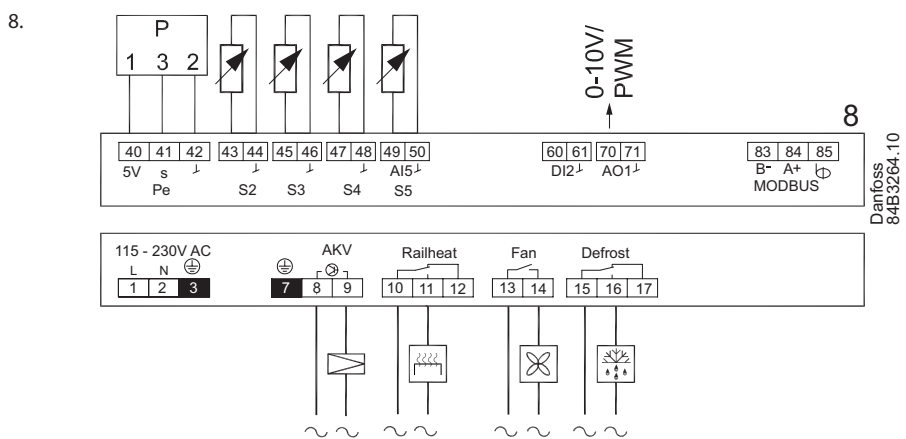 8.
P
1 3 2
0-10V/
PWM
8
40 41 42 43 44 45 46 47 48 49 50 60 61 70 71 83 84 85
5V s AI5 DI2 AO1 B- A+
Pe S2 S3 S4 S5 MODBUS
Danfoss
84B3264.10
115 - 230V AC AKV Railheat Fan Defrost
L N
1 2 3 7 8 9 10 11 12 13 14 15 16 17